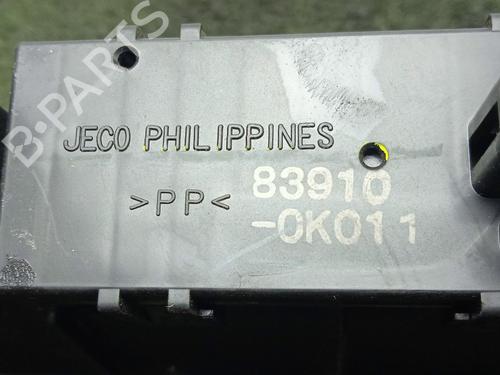 B-PARTS
JECO PHILIPPINES
>PP<
83910
-0K011